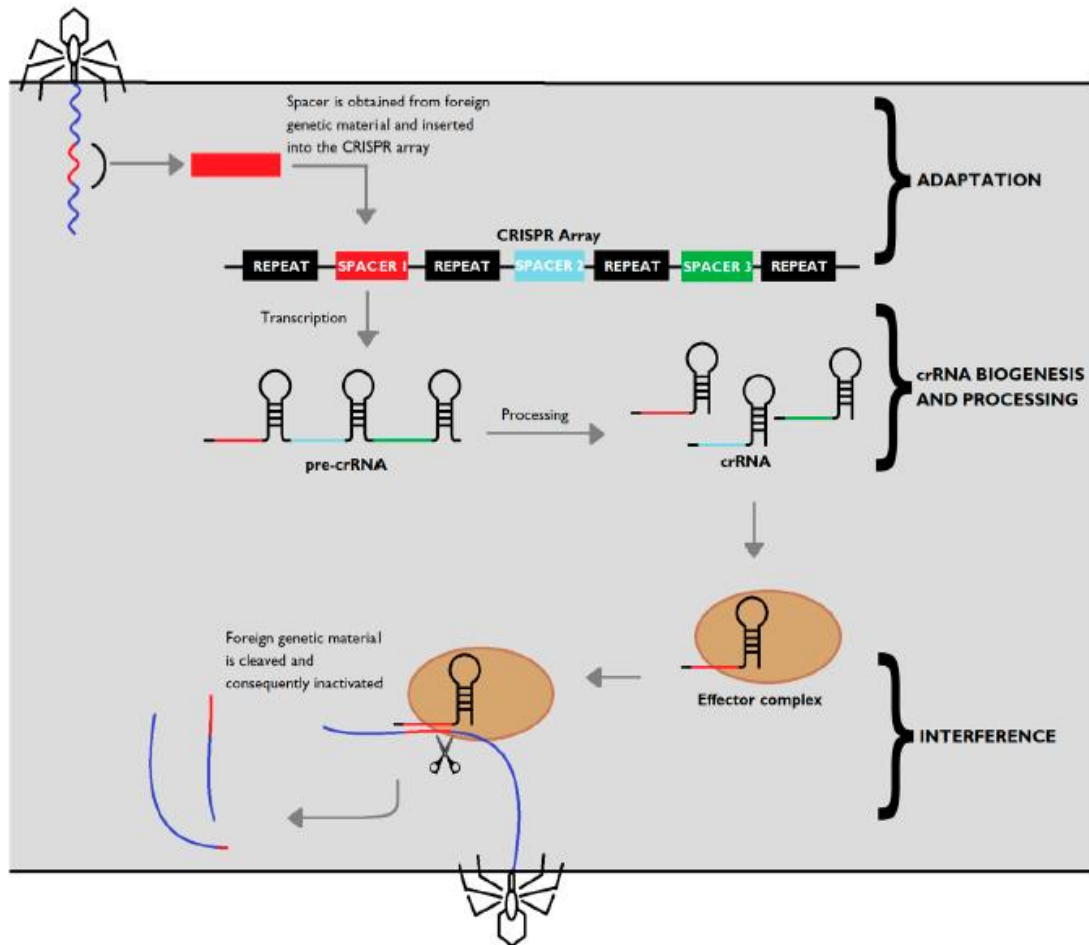 Spacer is obtained from foreign
genetic material and inserted
into the CRISPR array
ADAPTATION
CRISPR Array
REPEAT SPACER 1 REPEAT SPACER 2 REPEAT SPACER 3 REPEAT
Transcription
crRNA BIOGENESIS
AND PROCESSING
Processing
pre-crRNA
crRNA
Foreign genetic material
is cleaved and
consequently inactivated
Effector complex
INTERFERENCE